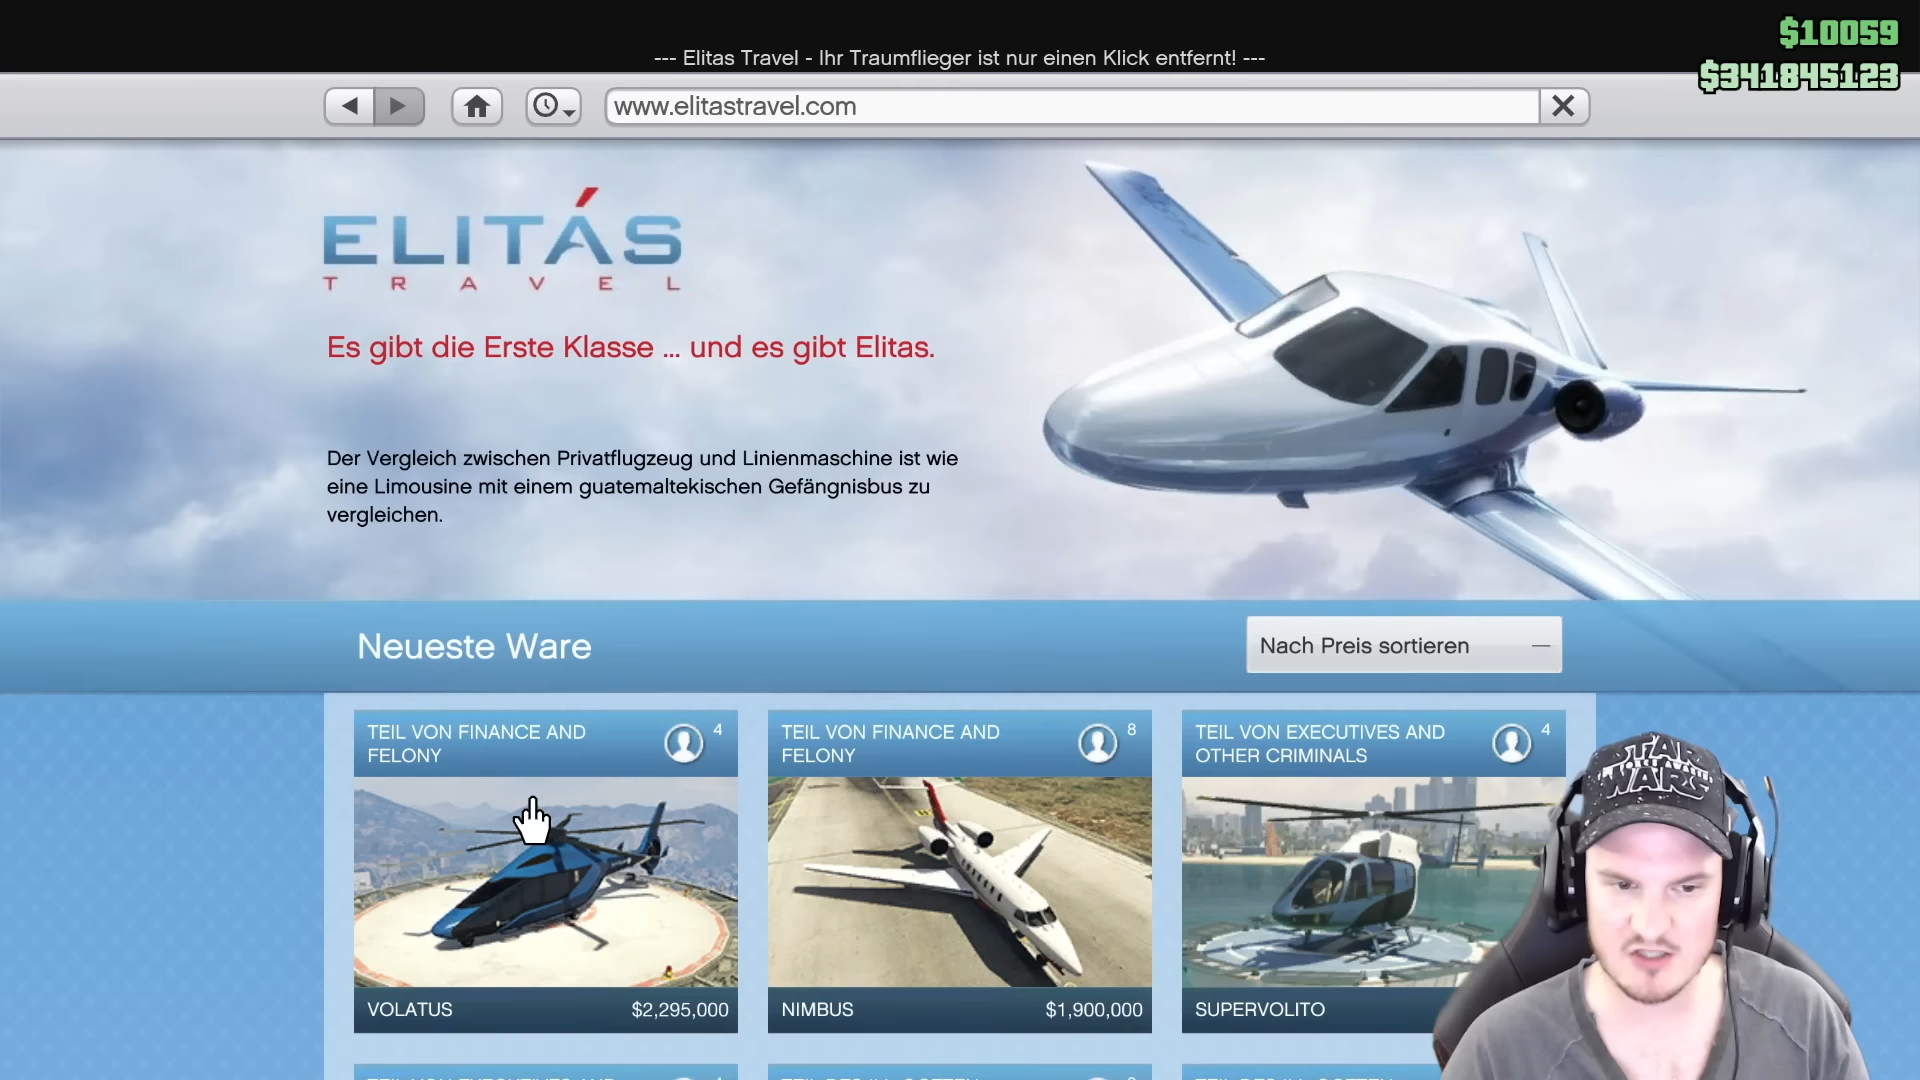 $10059
--- Elitas Travel - Ihr Traumflieger ist nur einen Klick entfernt! ---
$341845123
www.elitastravel.com
ELITÁS
TRAVEL
Es gibt die Erste Klasse ... und es gibt Elitas.
Der Vergleich zwischen Privatflugzeug und Linienmaschine ist wie
eine Limousine mit einem guatemaltekischen Gefängnisbus zu
vergleichen.
Neueste Ware
Nach Preis sortieren
TEIL VON FINANCE AND
FELONY
4
TEIL VON FINANCE AND
FELONY
8
TEIL VON EXECUTIVES AND
OTHER CRIMINALS
4
STAR
WARS
VOLATUS
$2,295,000
NIMBUS
$1,900,000
SUPERVOLITO